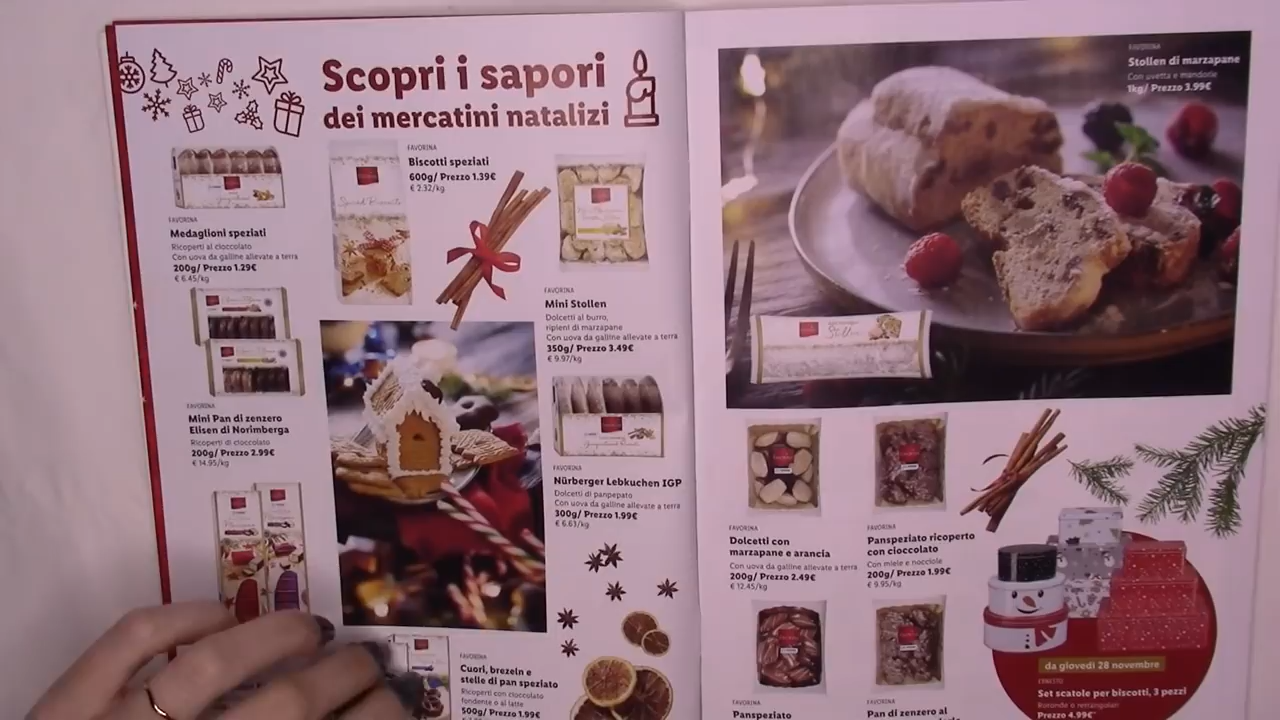 Scopri i sapori
dei mercatini natalizi
FAVORINA
Medaglioni speziati
Ricoperti al cioccolato
Con uova da galline allevate a terra
200g/ Prezzo 1.29€
€ 6.45/kg
FAVORINA
Biscotti speziati
600g/ Prezzo 1.39€
€ 2.32/kg
Spiced Biscuits
FAVORINA
Mini Stollen
Dolcetti al burro,
ripieni di marzapane
Con uova da galline allevate a terra
350g/ Prezzo 3.49€
€ 9.97/kg
FAVORINA
Mini Pan di zenzero
Elisen di Norimberga
Ricoperti di cioccolato
200g/ Prezzo 2.99€
€ 14.95/kg
FAVORINA
Nürberger Lebkuchen IGP
Dolcetti di panpepato
Con uova da galline allevate a terra
300g/ Prezzo 1.99€
€ 6.63/kg
FAVORINA
Cuori, brezeln e
stelle di pan speziato
Ricoperti con cioccolato
fondente o al latte
500g/ Prezzo 1.99€
FAVORINA
Stollen di marzapane
Con uvetta e mandorle
1kg/ Prezzo 3.99€
Stollen
FAVORINA
Dolcetti con
marzapane e arancia
Con uova da galline allevate a terra
200g/ Prezzo 2.49€
€ 12.45/kg
FAVORINA
Panspeziato ricoperto
con cioccolato
Con miele e nocciole
200g/ Prezzo 1.99€
€ 9.95/kg
FAVORINA
Panspeziato
FAVORINA
Pan di zenzero al
da giovedì 28 novembre
ERNESTO
Set scatole per biscotti, 3 pezzi
Rotonde o rettangolari
Prezzo 4.99€*